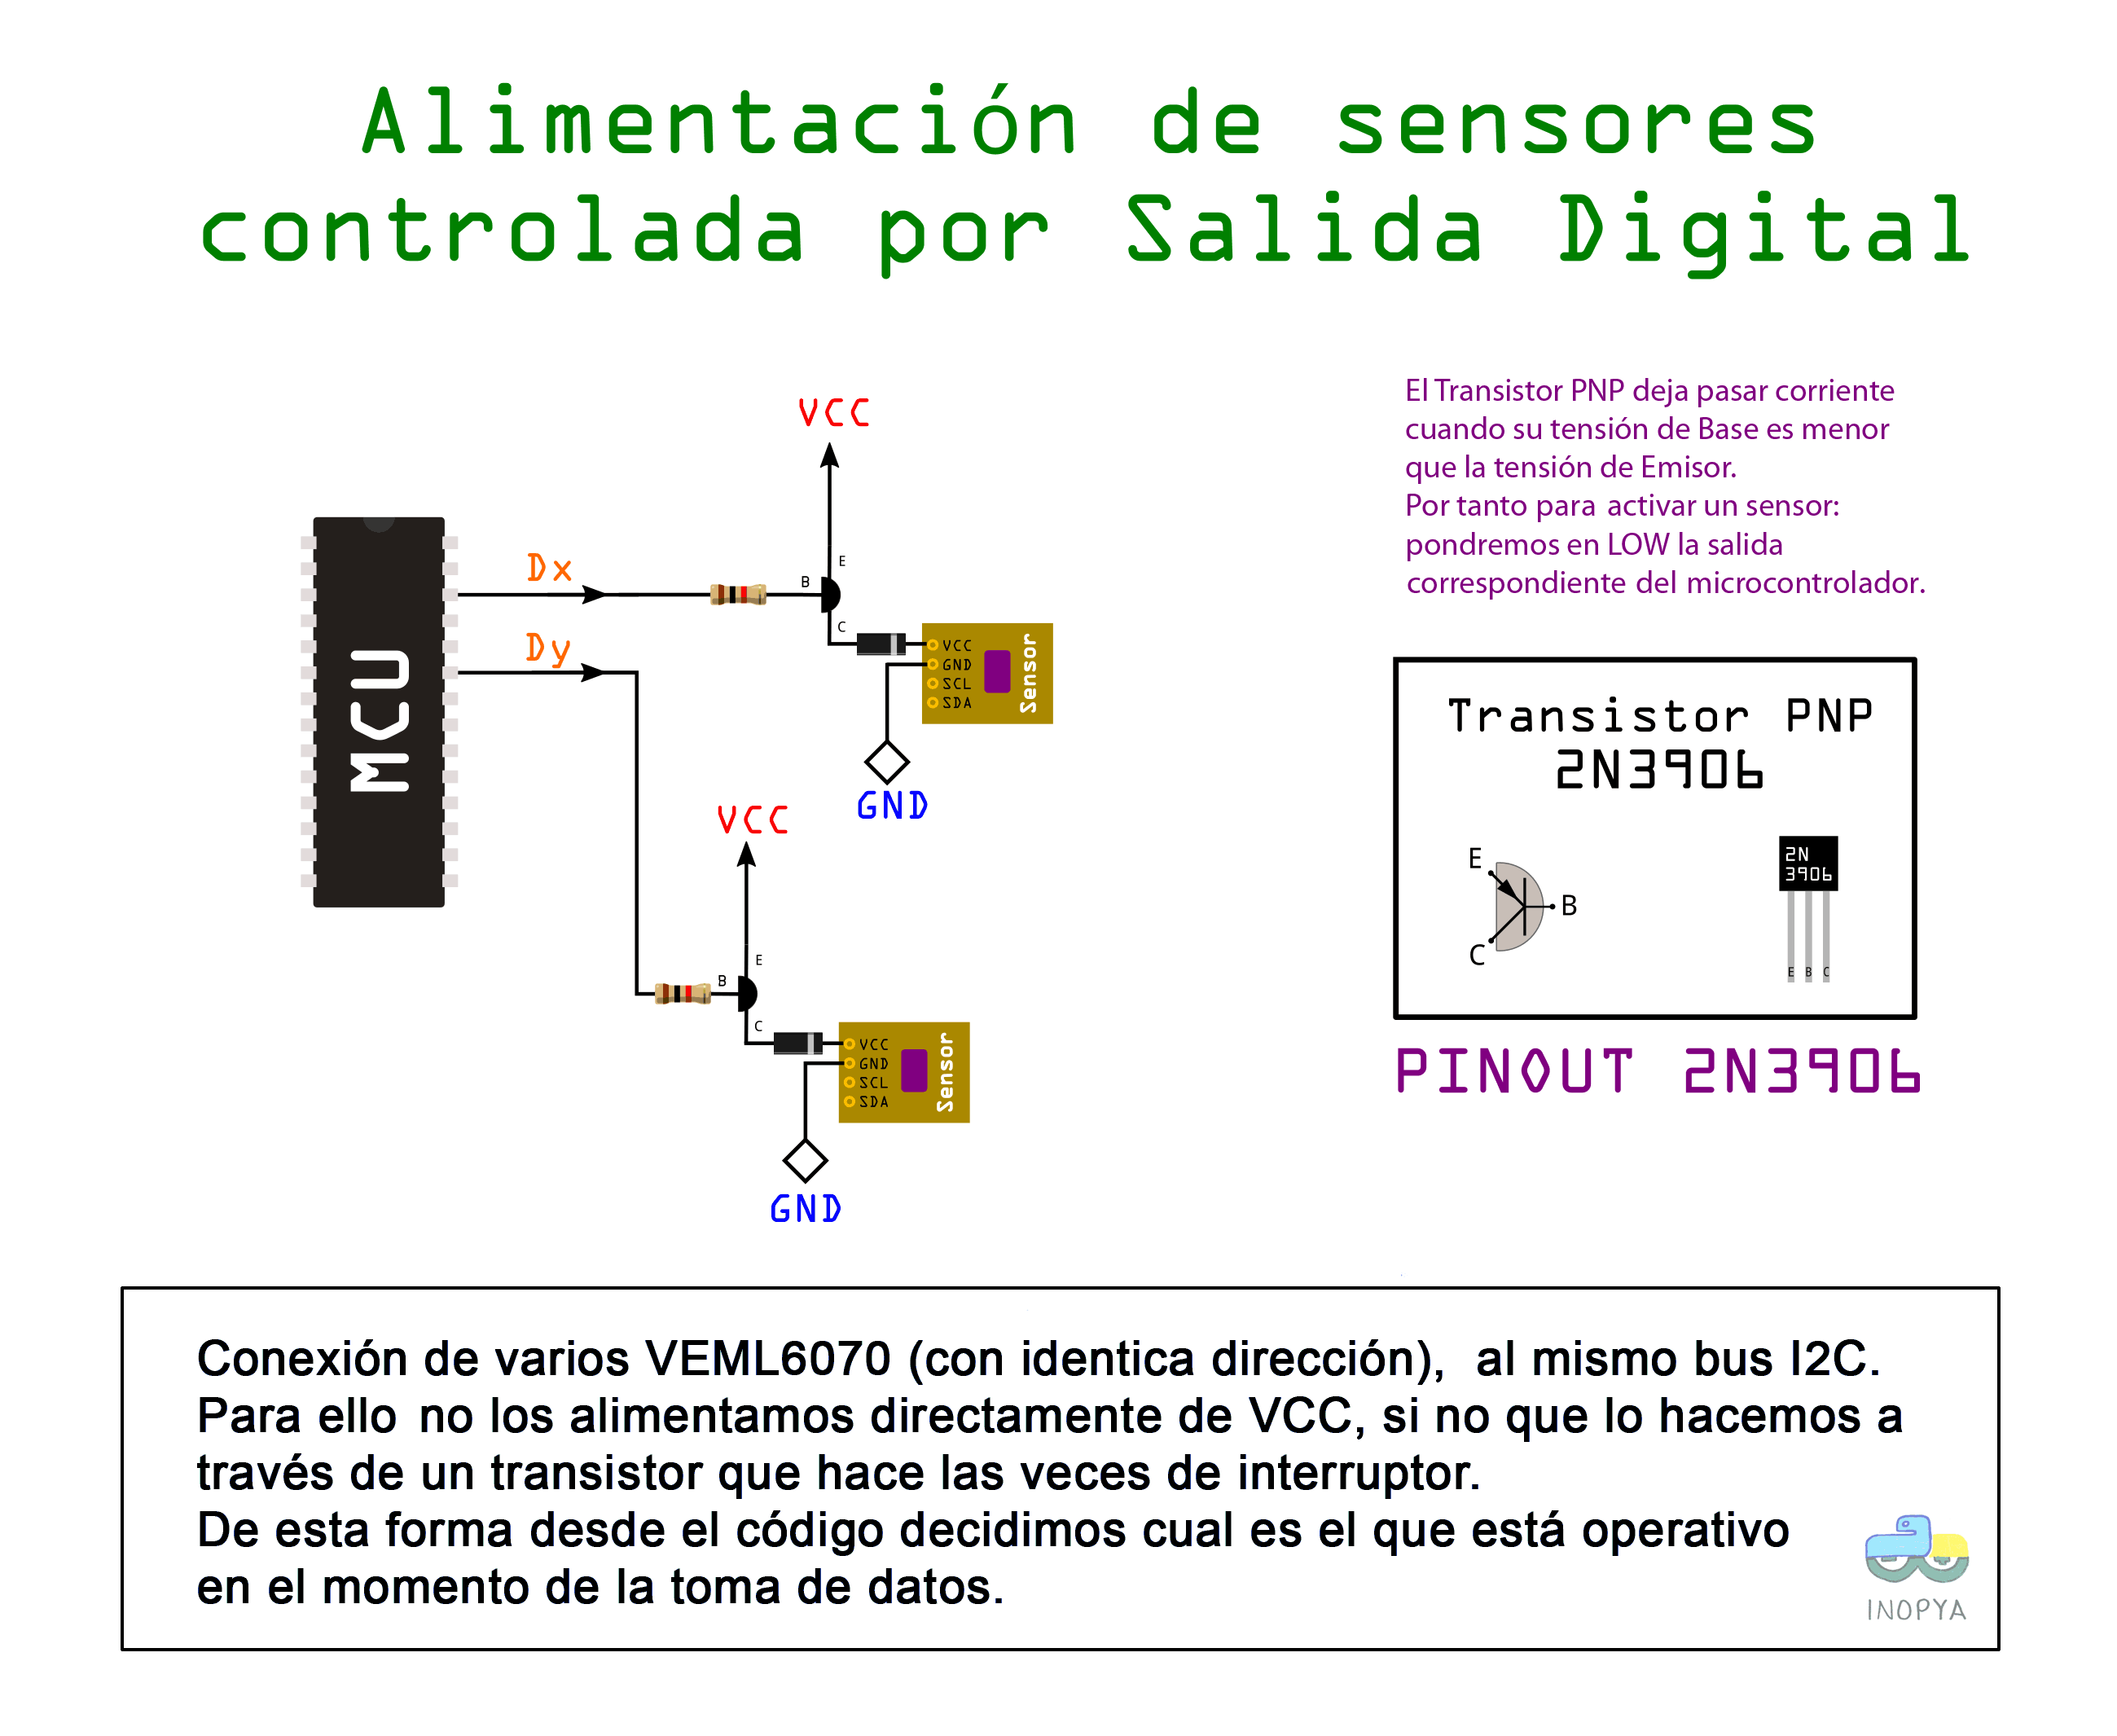 Alimentación de sensores
controlada por Salida Digital
El Transistor PNP deja pasar corriente
cuando su tensión de Base es menor
que la tensión de Emisor.
Por tanto para activar un sensor:
pondremos en LOW la salida
correspondiente del microcontrolador.
VCC
Dx
E
B
C
MCU
Dy
VCC
GND
SCL
SDA
Sensor
GND
VCC
E
B
C
VCC
GND
SCL
SDA
Sensor
GND
Transistor PNP
2N3906
E
B
C
2N
3906
E B C
PINOUT 2N3906
Conexión de varios VEML6070 (con identica dirección), al mismo bus I2C.
Para ello no los alimentamos directamente de VCC, si no que lo hacemos a
través de un transistor que hace las veces de interruptor.
De esta forma desde el código decidimos cual es el que está operativo
en el momento de la toma de datos.
INOPYA